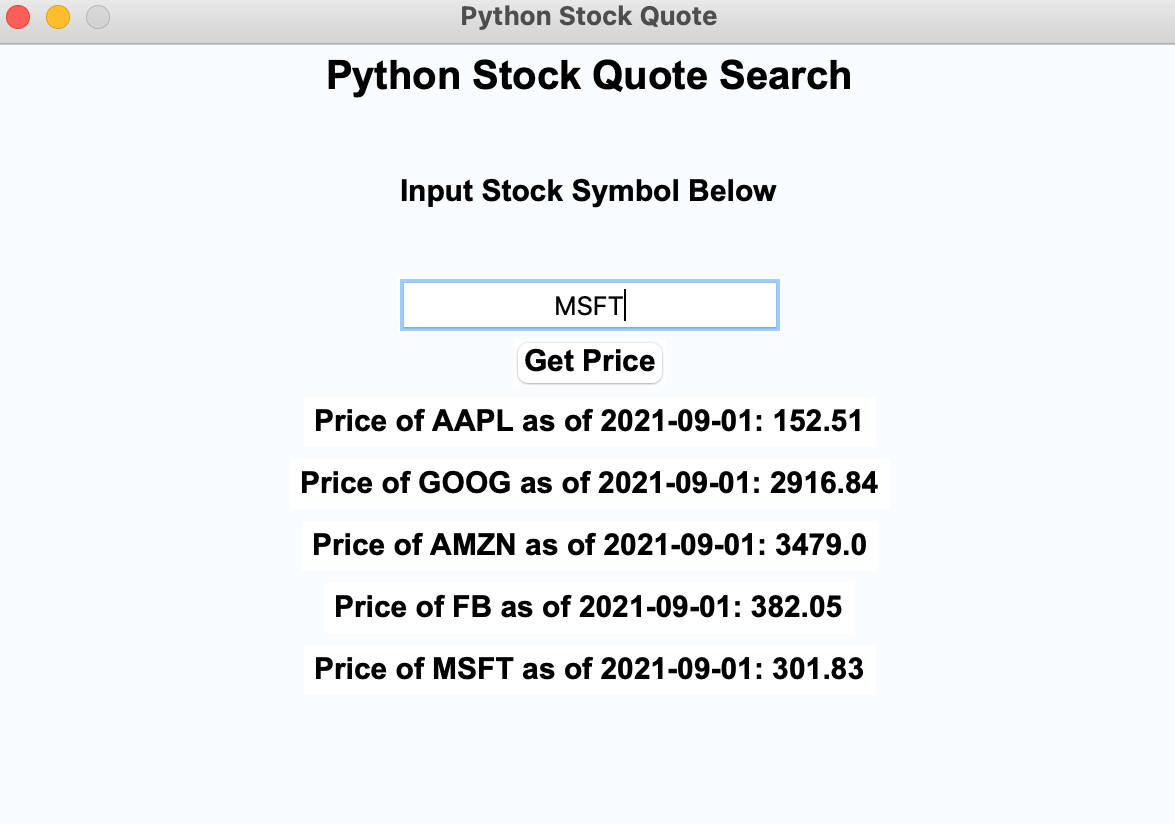 Python Stock Quote
Python Stock Quote Search
Input Stock Symbol Below
MSFT
Get Price
Price of AAPL as of 2021-09-01: 152.51
Price of GOOG as of 2021-09-01: 2916.84
Price of AMZN as of 2021-09-01: 3479.0
Price of FB as of 2021-09-01: 382.05
Price of MSFT as of 2021-09-01: 301.83